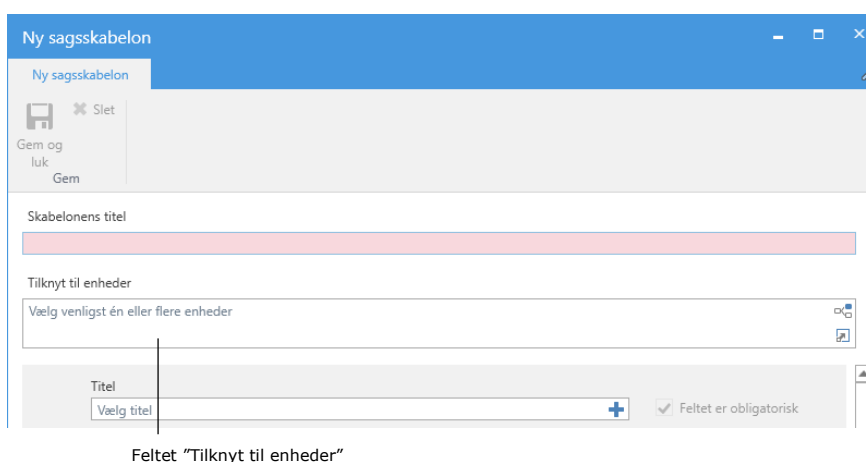 Ny sagsskabelon
Ny sagsskabelon
Slet
Gem og
luk
Gem
Skabelonens titel
Tilknyt til enheder
Vælg venligst én eller flere enheder
Titel
Vælg titel
Feltet er obligatorisk
Feltet ”Tilknyt til enheder”